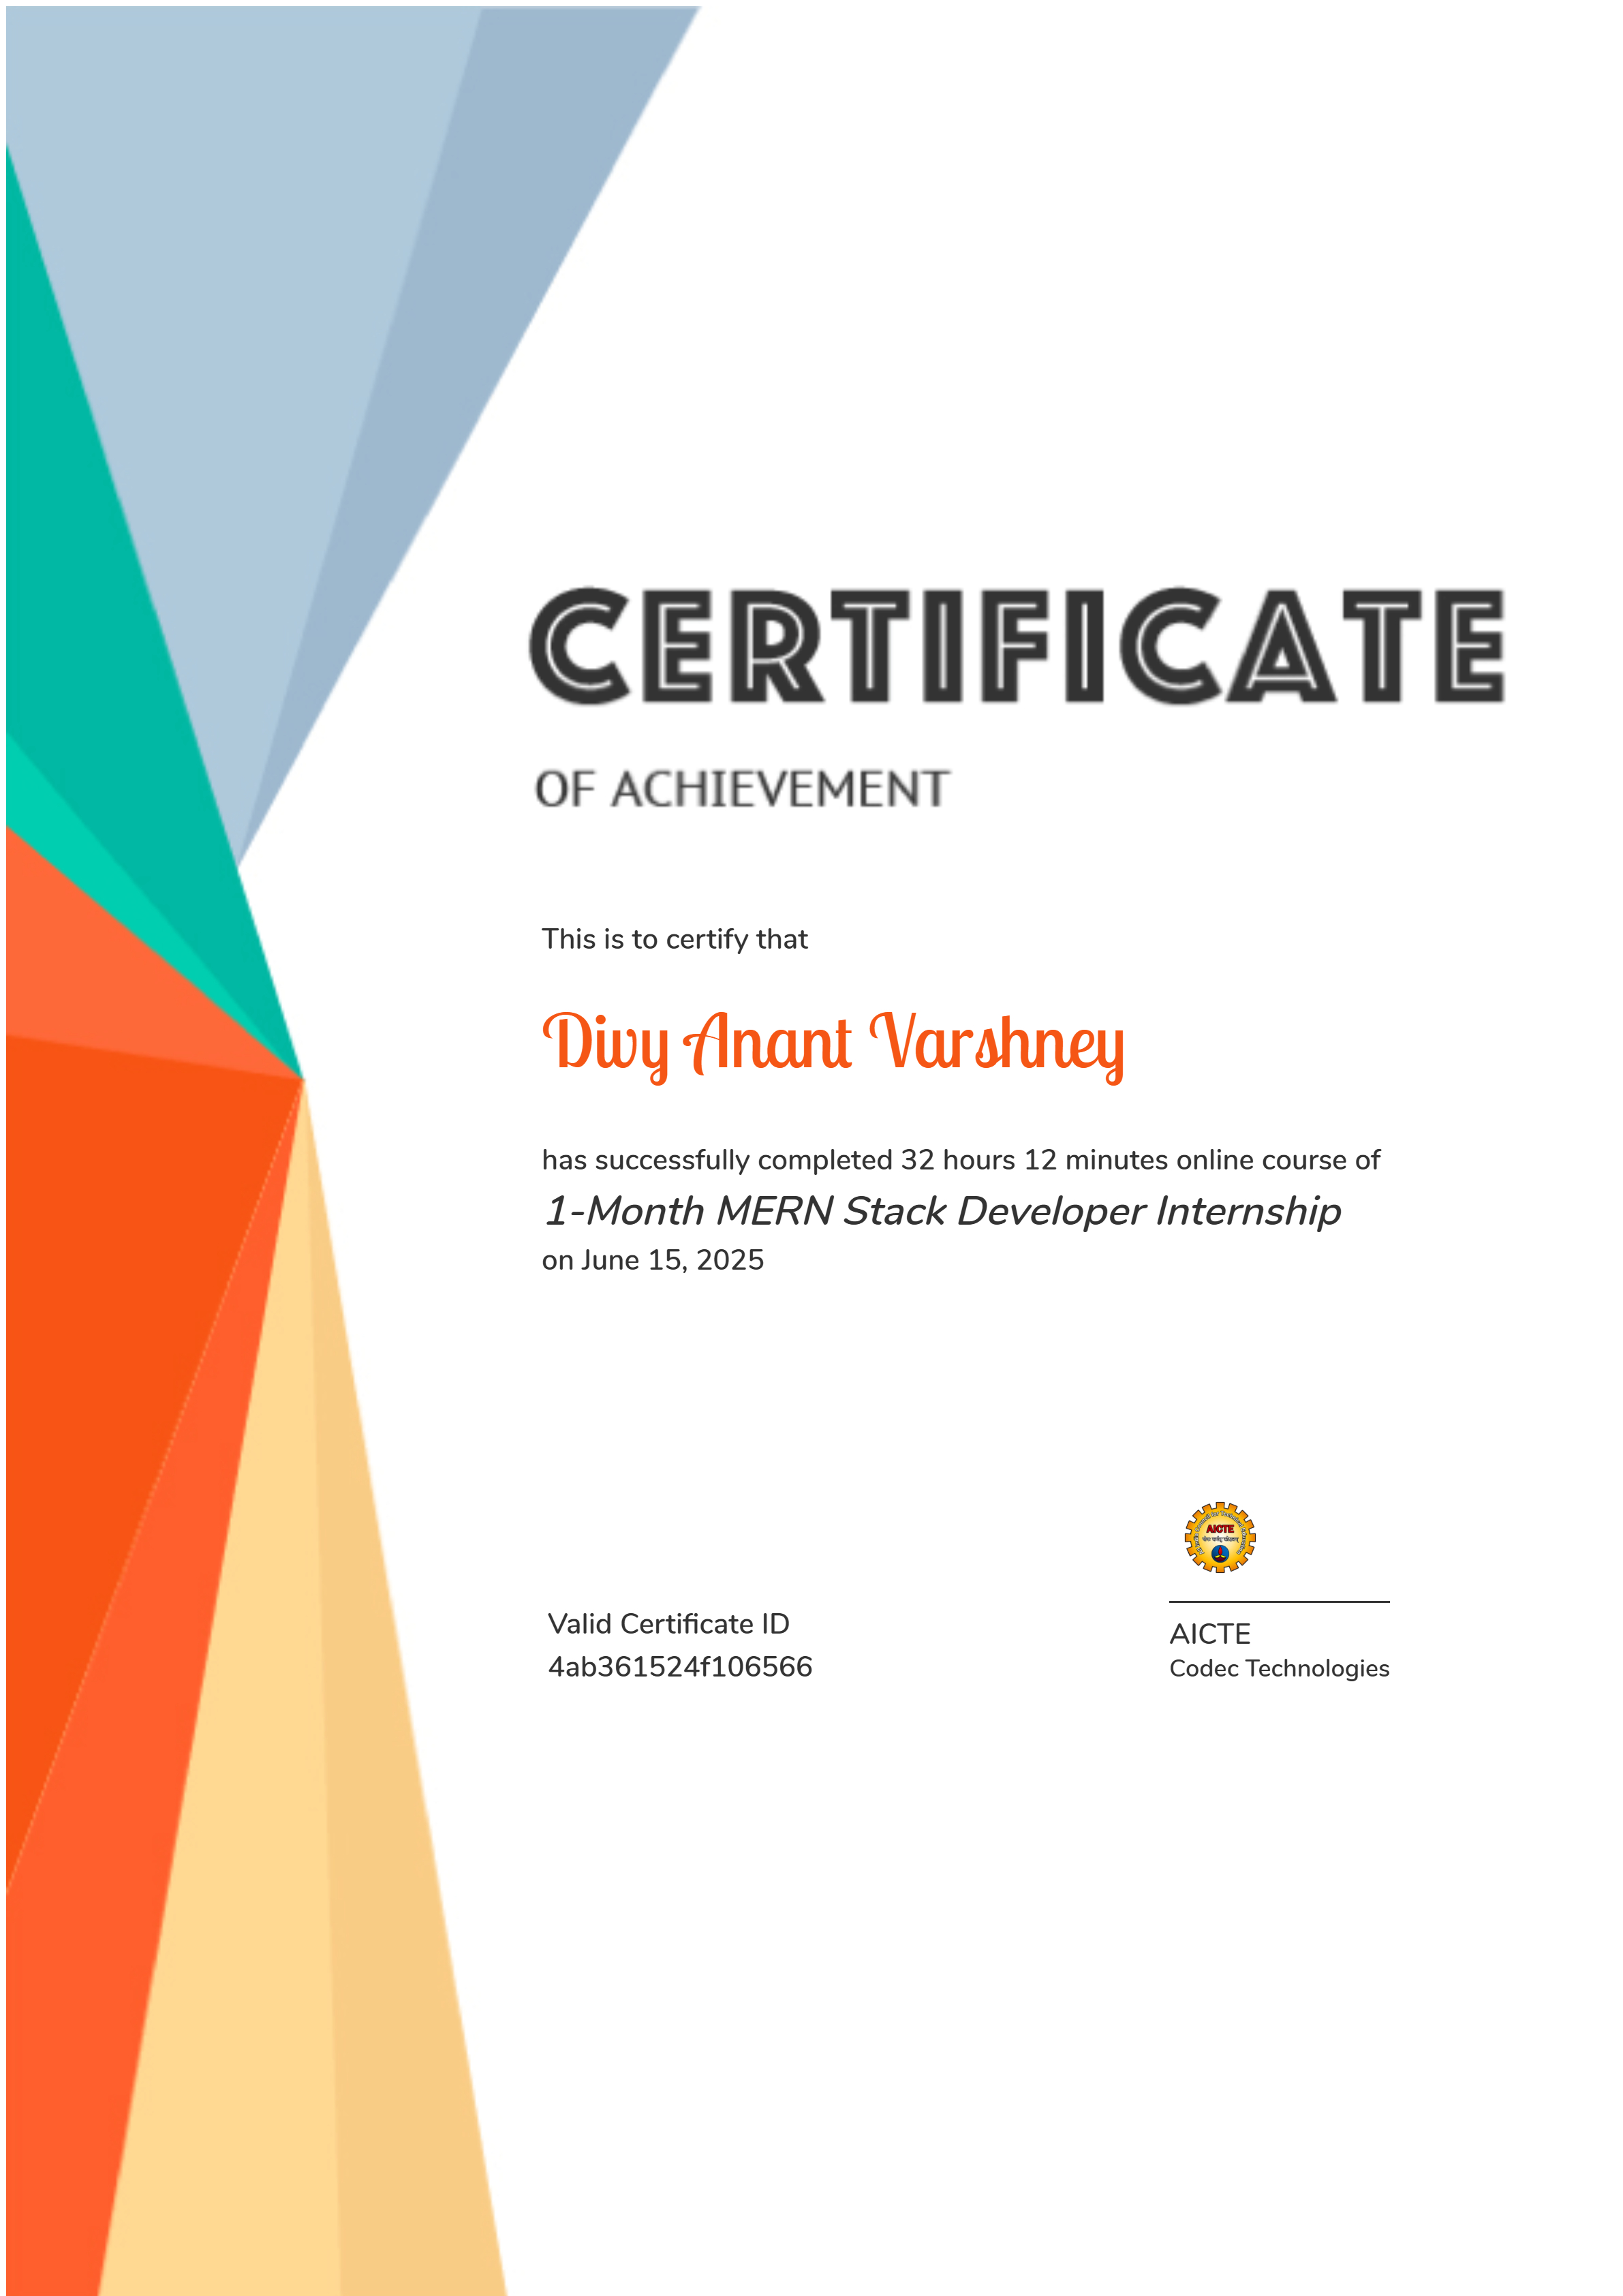 CERTIFICATE
OF ACHIEVEMENT
This is to certify that
Divy Anant Varshney
has successfully completed 32 hours 12 minutes online course of
1-Month MERN Stack Developer Internship
on June 15, 2025
AICTE
Valid Certificate ID
4ab361524f106566
AICTE
Codec Technologies